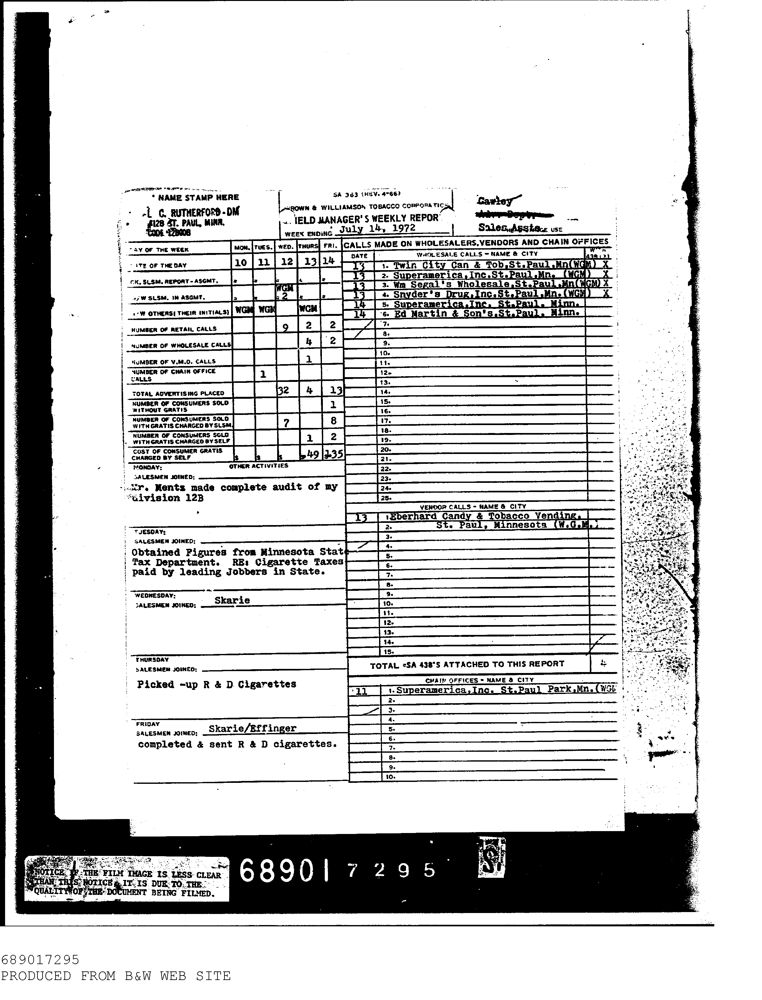 NAME STAMP HERE
C. RUTHERFORD-DM
4128 ST. PAUL, MINN.
SA 363 (REV. 4-66)
BROWN & WILLIAMSON TOBACCO CORPORATION
FIELD MANAGER'S WEEKLY REPORT
WEEK ENDING July 14, 1972
Gawley
Adv. Dept.
Sales Assts. USE
DAY OF THE WEEK MON. TUES. WED. THURS FRI. CALLS MADE ON WHOLESALERS, VENDORS AND CHAIN OFFICES
DATE WHOLESALE CALLS - NAME & CITY
DATE OF THE DAY 10 11 12 13 14
13 1. Twin City Can & Tob,St.Paul,Mn(WGM) X
CK. SLSM. REPORT-ASGMT.
13 2. Superamerica,Inc.St.Paul,Mn. (WGM) X
13 3. Wm Segal's Wholesale,St.Paul,Mn(WGM) X
W/W SLSM. IN ASGMT. WGM 2
13 4. Snyder's Drug,Inc.St.Paul,Mn.(WGM) X
14 5. Superamerica,Inc. St.Paul, Minn.
W/W OTHERS (THEIR INITIALS) WGM WGM WGM
14 6. Ed Martin & Son's,St.Paul, Minn.
NUMBER OF RETAIL CALLS 9 2 2
7.
8.
NUMBER OF WHOLESALE CALLS 4 2
9.
10.
NUMBER OF V.M.O. CALLS 1
11.
NUMBER OF CHAIN OFFICE CALLS 1
12.
13.
TOTAL ADVERTISING PLACED 32 4 13
14.
NUMBER OF CONSUMERS SOLD WITHOUT GRATIS 1
15.
16.
NUMBER OF CONSUMERS SOLD WITH GRATIS CHARGED BY SLSM. 7 8
17.
18.
NUMBER OF CONSUMERS SOLD WITH GRATIS CHARGED BY SELF 1 2
19.
COST OF CONSUMER GRATIS CHARGED BY SELF $ $ $ .49 1.35
20.
21.
MONDAY: OTHER ACTIVITIES
22.
SALESMEN JOINED:
23.
Mr. Mentz made complete audit of my
24.
division 12B
25.
VENDOR CALLS - NAME & CITY
13 1. Eberhard Candy & Tobacco Vending,
2. St. Paul, Minnesota (W.G.M.)
TUESDAY:
3.
SALESMEN JOINED:
4.
Obtained Figures from Minnesota State
5.
Tax Department. RE: Cigarette Taxes
6.
paid by leading Jobbers in State.
7.
8.
WEDNESDAY:
9.
SALESMEN JOINED: Skarie
10.
11.
12.
13.
14.
15.
THURSDAY
SALESMEN JOINED:
TOTAL SA 438'S ATTACHED TO THIS REPORT 4
Picked -up R & D Cigarettes
CHAIN OFFICES - NAME & CITY
11 1. Superamerica,Inc. St.Paul Park,Mn.(WGM
2.
3.
4.
FRIDAY
SALESMEN JOINED: Skarie/Effinger
5.
6.
completed & sent R & D cigarettes.
7.
8.
9.
10.
NOTICE IF THE FILM IMAGE IS LESS CLEAR
THAN THIS NOTICE, IT IS DUE TO THE
QUALITY OF THE DOCUMENT BEING FILMED.
68901 7295
689017295
PRODUCED FROM B&W WEB SITE